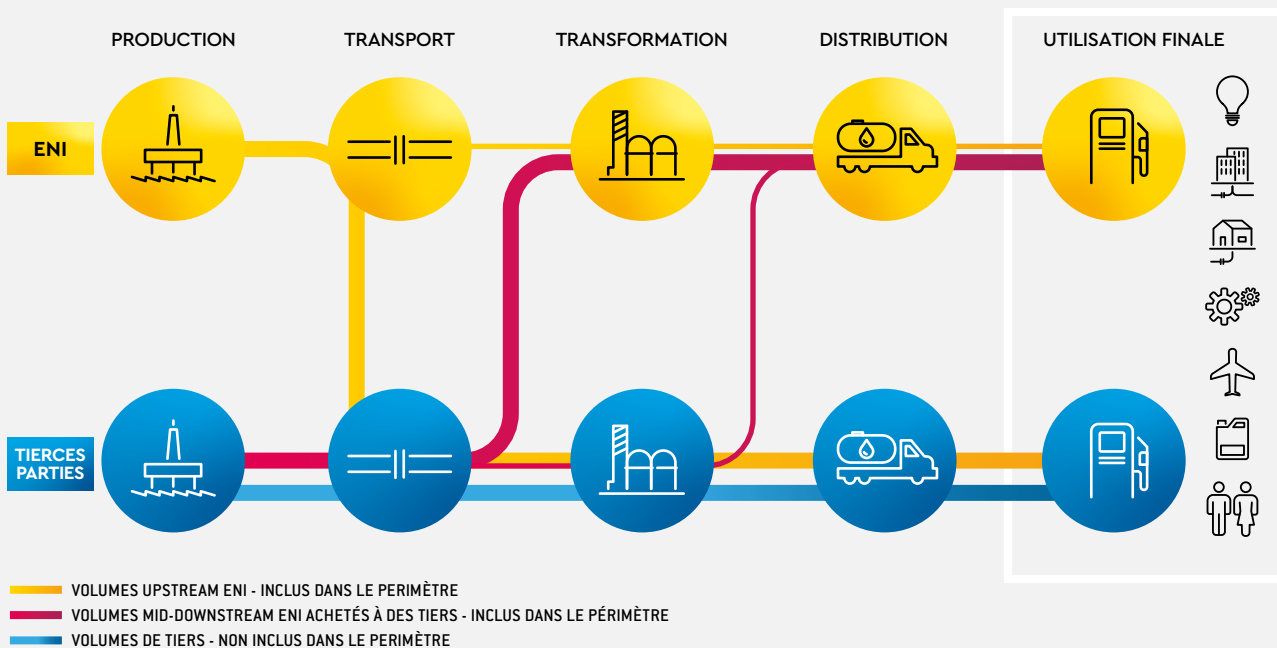 PRODUCTION
TRANSPORT
TRANSFORMATION
DISTRIBUTION
UTILISATION FINALE
ENI
TIERCES
PARTIES
VOLUMES UPSTREAM ENI - INCLUS DANS LE PERIMÈTRE
VOLUMES MID-DOWNSTREAM ENI ACHETÉS À DES TIERS - INCLUS DANS LE PÉRIMÈTRE
VOLUMES DE TIERS - NON INCLUS DANS LE PERIMÈTRE